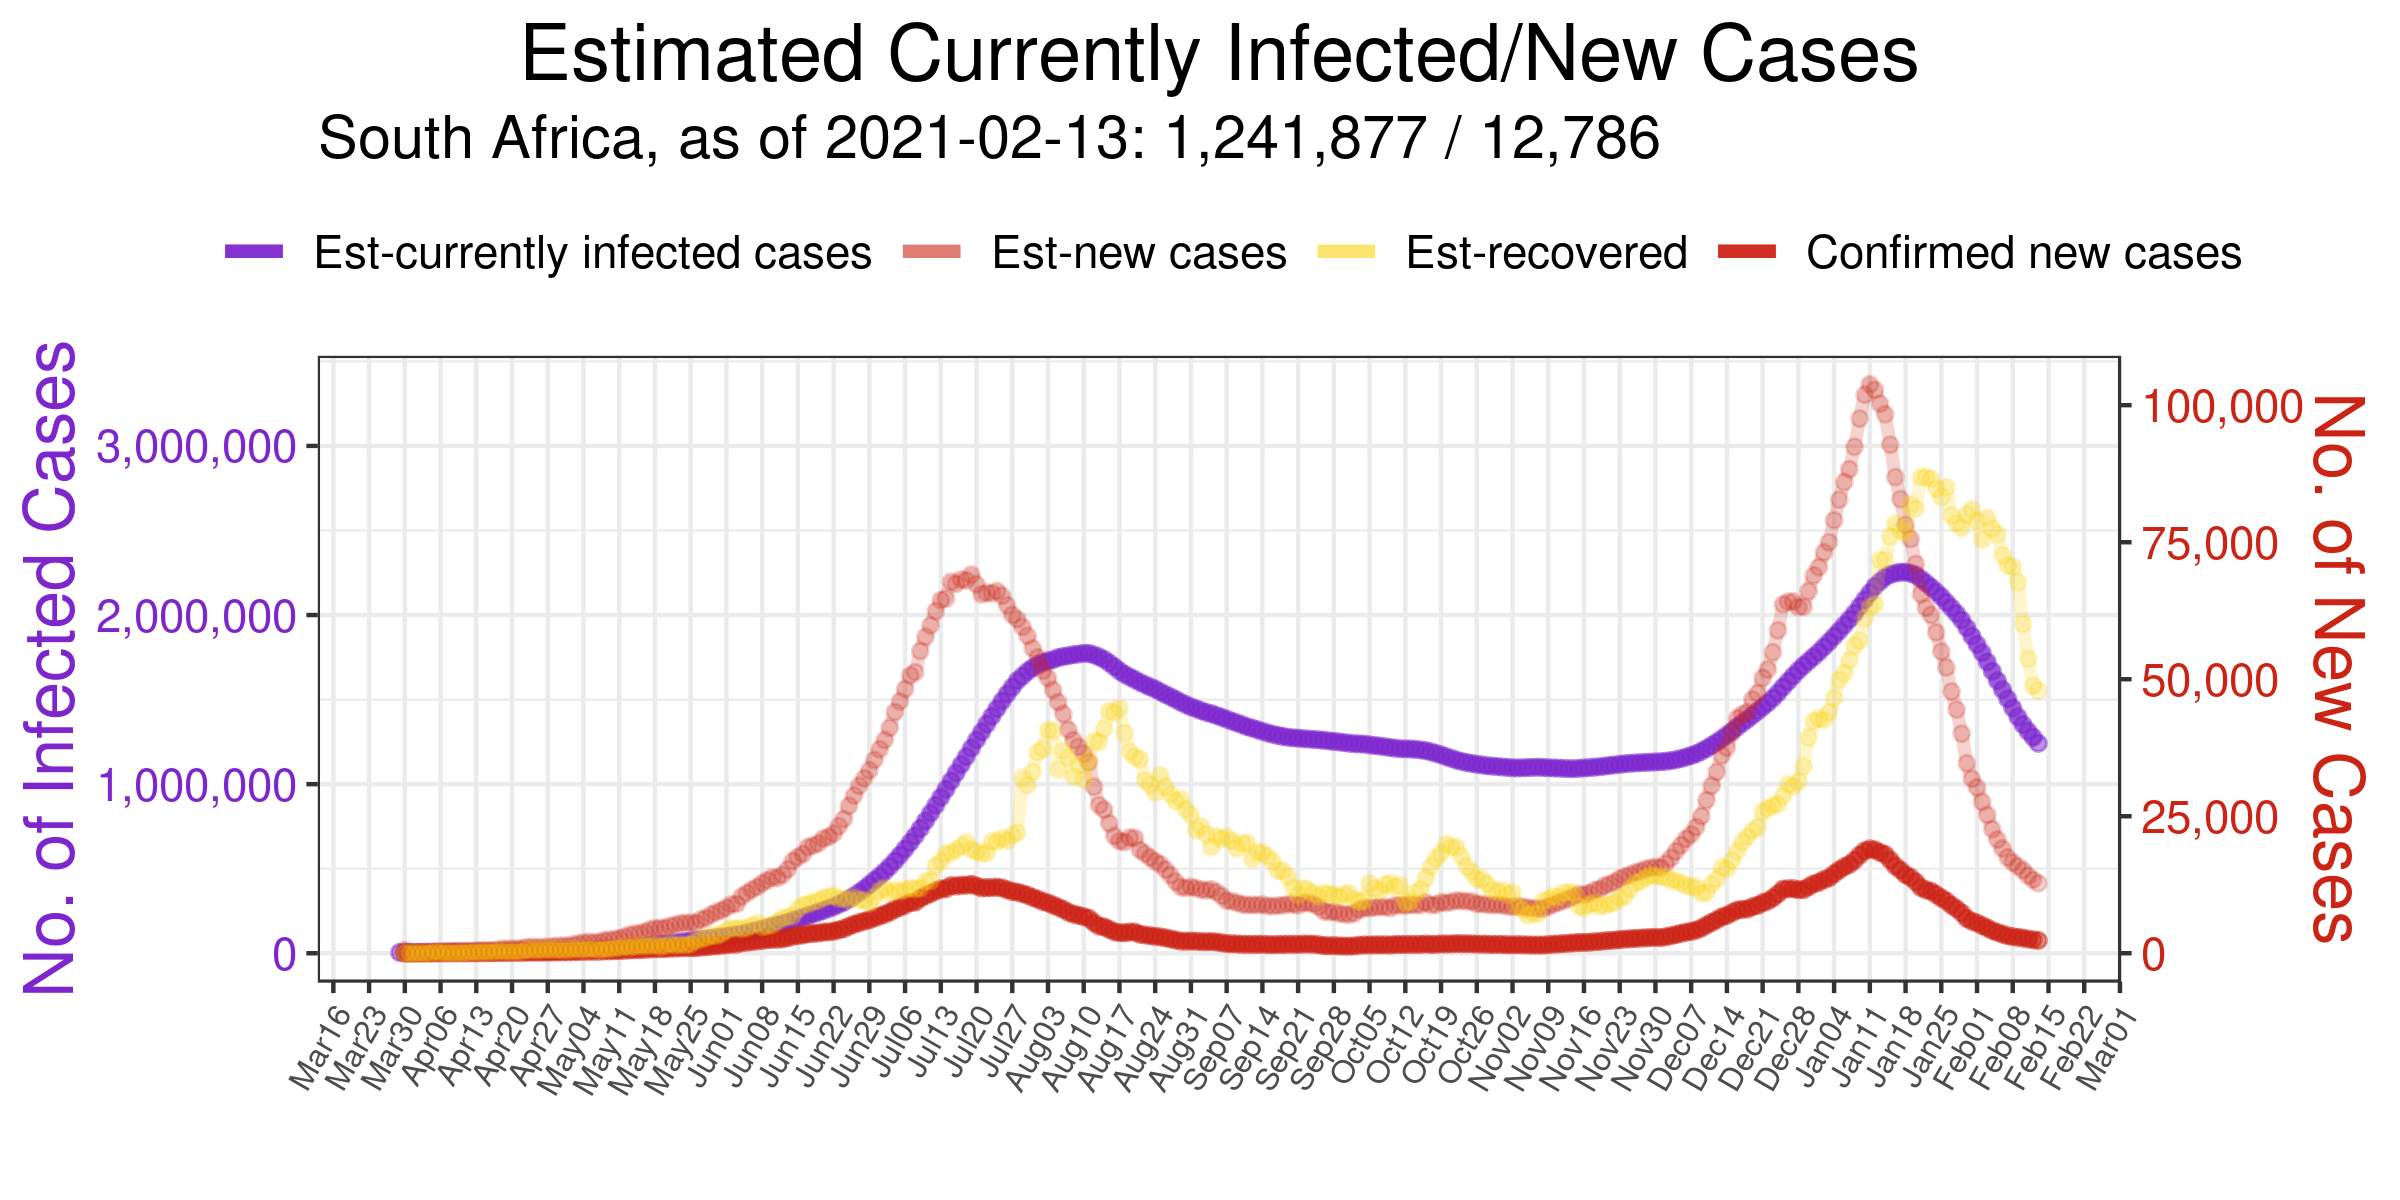 Estimated Currently Infected/New Cases
South Africa, as of 2021-02-13: 1,241,877 / 12,786
Est-currently infected cases Est-new cases Est-recovered Confirmed new cases
No. of Infected Cases
3,000,000
2,000,000
1,000,000
0
100,000
75,000
50,000
25,000
0
No. of New Cases
Mar16 Mar23 Mar30 Apr06 Apr13 Apr20 Apr27 May04 May11 May18 May25 Jun01 Jun08 Jun15 Jun22 Jun29 Jul06 Jul13 Jul20 Jul27 Aug03 Aug10 Aug17 Aug24 Aug31 Sep07 Sep14 Sep21 Sep28 Oct05 Oct12 Oct19 Oct26 Nov02 Nov09 Nov16 Nov23 Nov30 Dec07 Dec14 Dec21 Dec28 Jan04 Jan11 Jan18 Jan25 Feb01 Feb08 Feb15 Feb22 Mar01